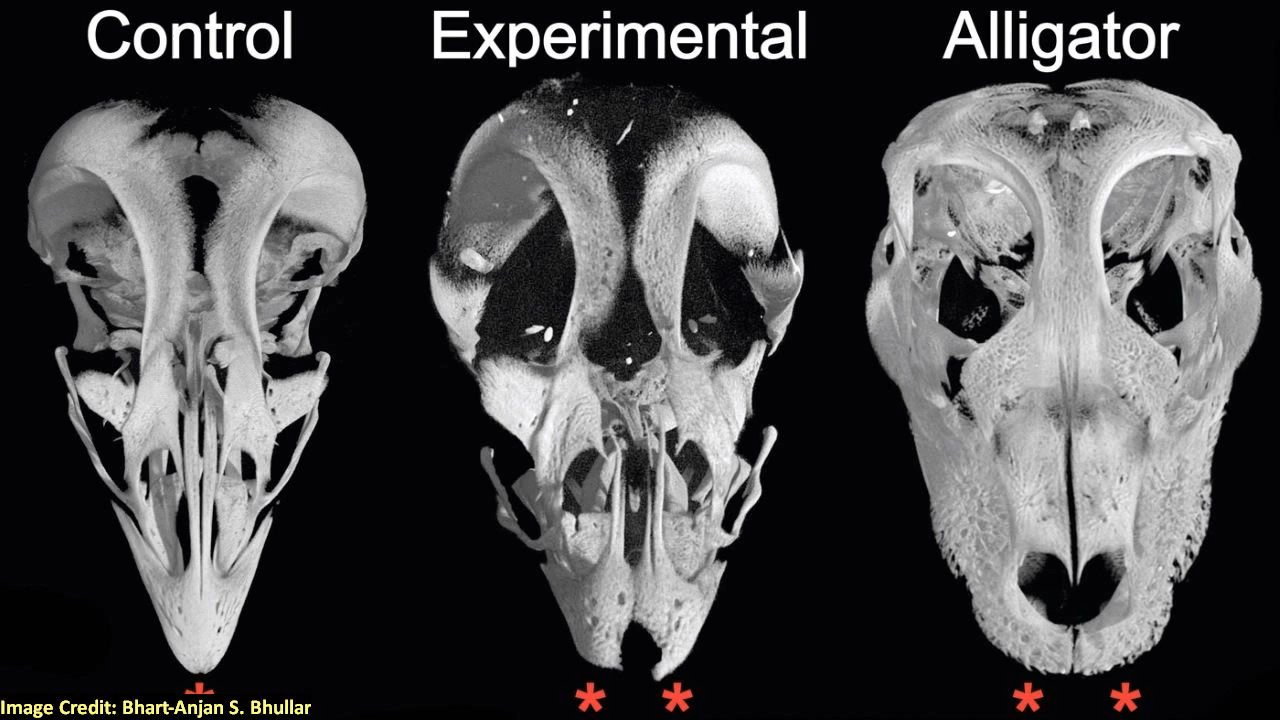 Control Experimental Alligator
* * * * *
Image Credit: Bhart-Anjan S. Bhullar